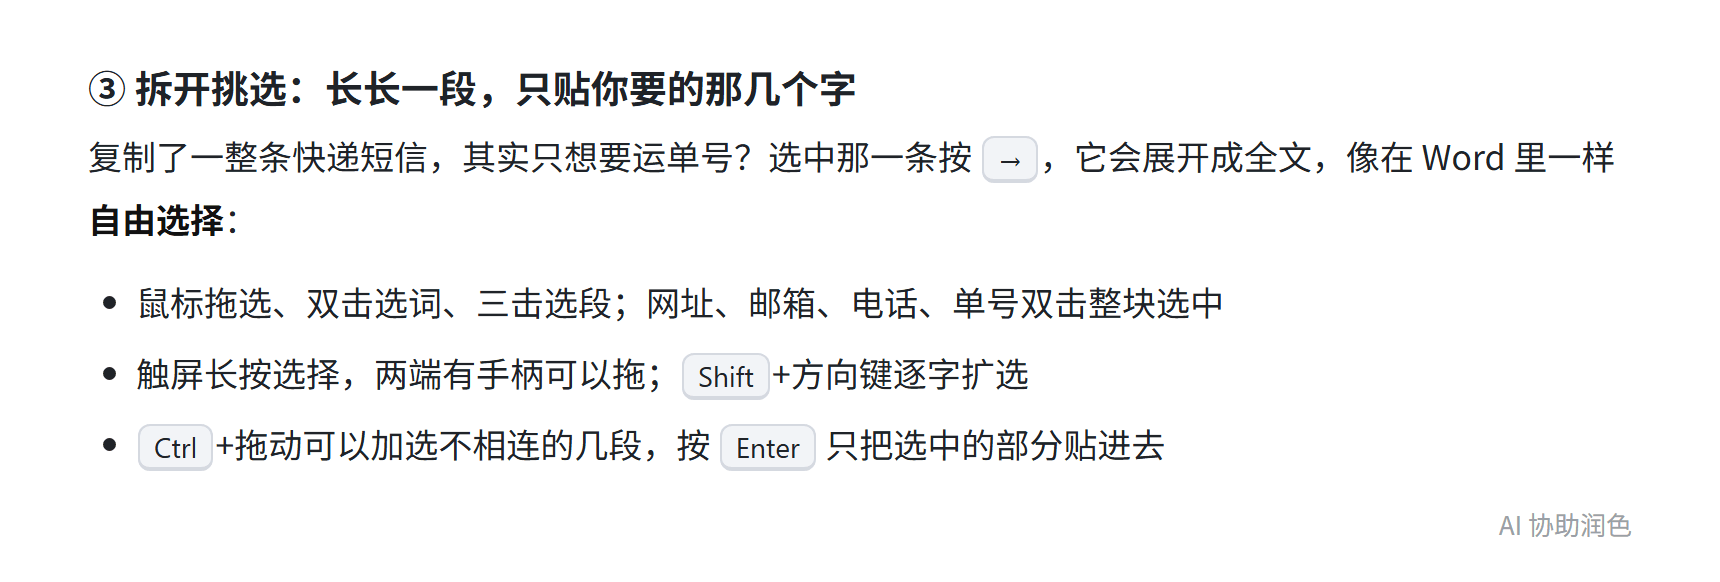 ③ 拆开挑选：长长一段，只贴你要的那几个字
复制了一整条快递短信，其实只想要运单号？选中那一条按 → ，它会展开成全文，像在 Word 里一样
自由选择：
• 鼠标拖选、双击选词、三击选段；网址、邮箱、电话、单号双击整块选中
• 触屏长按选择，两端有手柄可以拖；Shift+方向键逐字扩选
• Ctrl+拖动可以加选不相连的几段，按 Enter 只把选中的部分贴进去
AI 协助润色